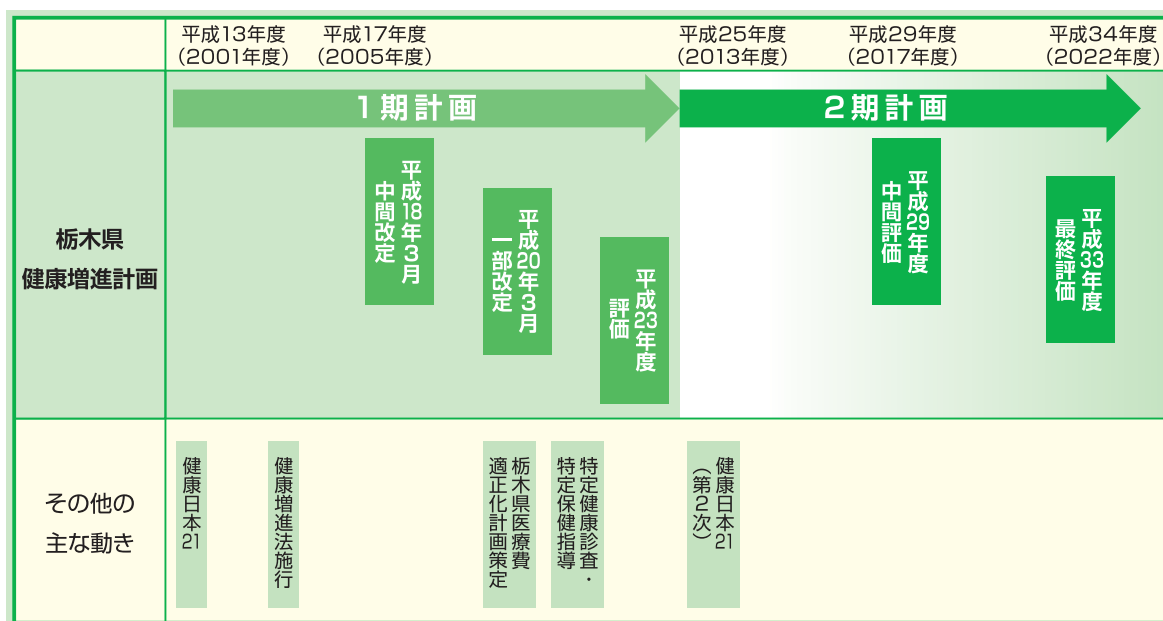 平成13年度
（2001年度）
平成17年度
（2005年度）
平成25年度
（2013年度）
平成29年度
（2017年度）
平成34年度
（2022年度）
栃木県
健康増進計画
1期計画
2期計画
平成18年3月
中間改定
平成20年3月
一部改定
平成23年度
評価
平成29年度
中間評価
平成33年度
最終評価
その他の
主な動き
健康日本21
健康増進法施行
栃木県医療費
適正化計画策定
特定健康診査・
特定保健指導
健康日本21
（第2次）